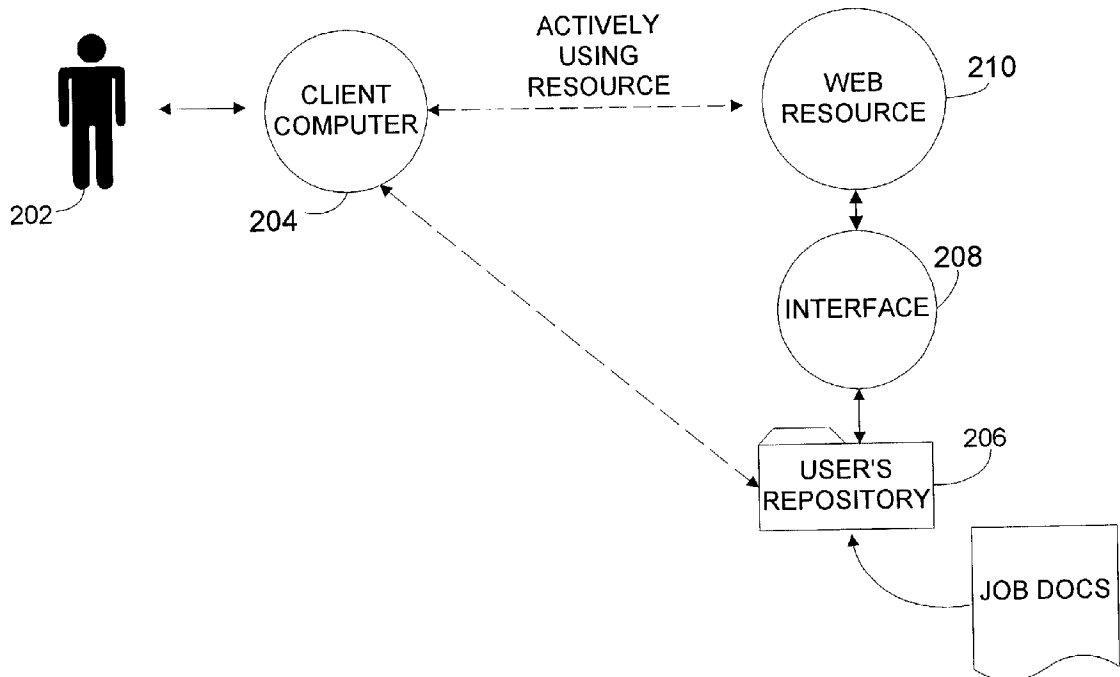 ACTIVELY
USING
RESOURCE
CLIENT
COMPUTER
WEB
RESOURCE
210
202
204
208
INTERFACE
206
USER'S
REPOSITORY
JOB DOCS